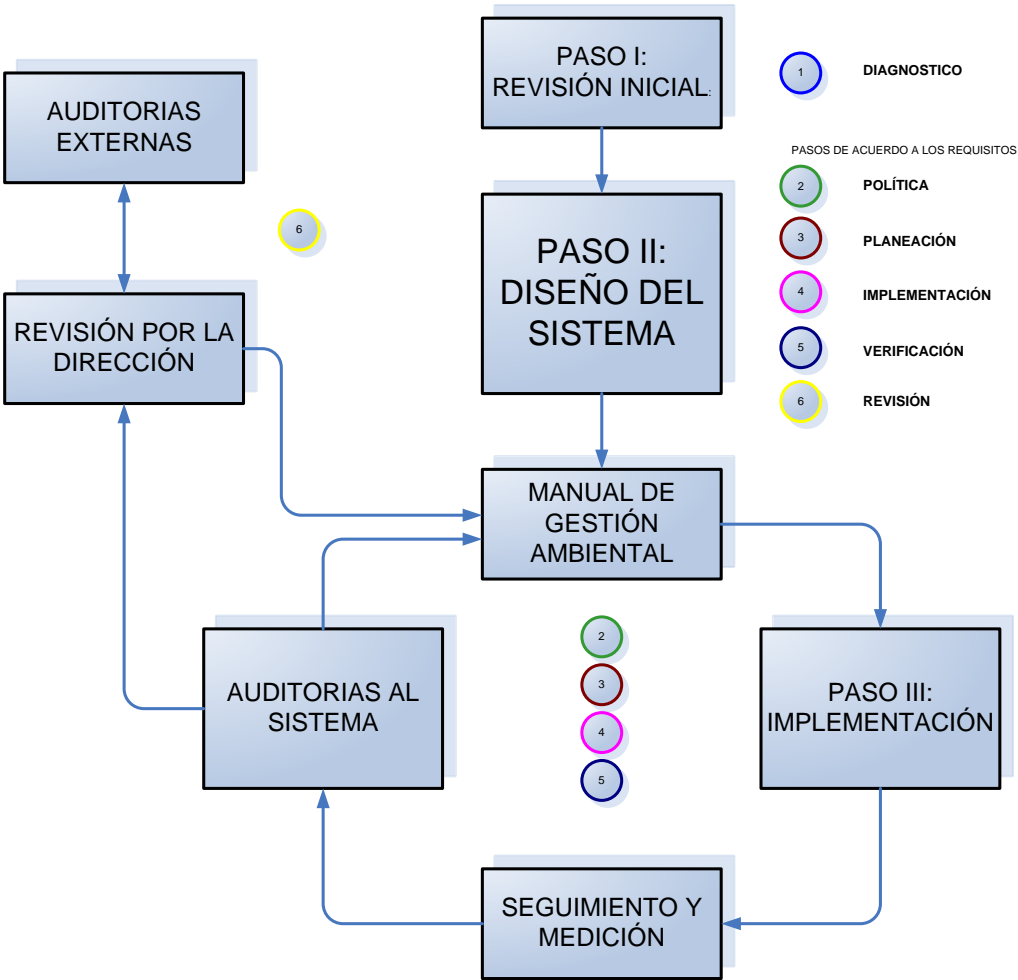 PASO I:
REVISIÓN INICIAL:
1
DIAGNOSTICO
AUDITORIAS
EXTERNAS
PASOS DE ACUERDO A LOS REQUISITOS
2
POLÍTICA
3
PLANEACIÓN
4
IMPLEMENTACIÓN
5
VERIFICACIÓN
6
REVISIÓN
6
PASO II:
DISEÑO DEL
SISTEMA
REVISIÓN POR LA
DIRECCIÓN
MANUAL DE
GESTIÓN
AMBIENTAL
2
3
4
5
AUDITORIAS AL
SISTEMA
PASO III:
IMPLEMENTACIÓN
SEGUIMIENTO Y
MEDICIÓN